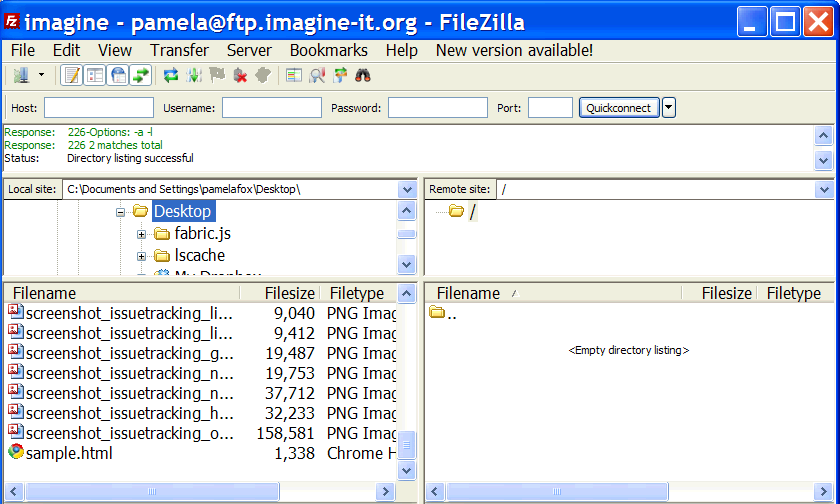 imagine - pamela@ftp.imagine-it.org - FileZilla
File Edit View Transfer Server Bookmarks Help New version available!
Host: Username: Password: Port: Quickconnect
Response: 226-Options: -a -l
Response: 226 2 matches total
Status: Directory listing successful
Local site: C:\Documents and Settings\pamelafox\Desktop\
Remote site: /
Desktop
fabric.js
lscache
My Dropbox
/
Filename Filesize Filetype
screenshot_issuetracking_li... 9,040 PNG Imag
screenshot_issuetracking_li... 9,412 PNG Imag
screenshot_issuetracking_g... 19,487 PNG Imag
screenshot_issuetracking_n... 19,753 PNG Imag
screenshot_issuetracking_n... 37,712 PNG Imag
screenshot_issuetracking_h... 32,233 PNG Imag
screenshot_issuetracking_o... 158,581 PNG Imag
sample.html 1,338 Chrome H
Filename Filesize Filetype
..
<Empty directory listing>